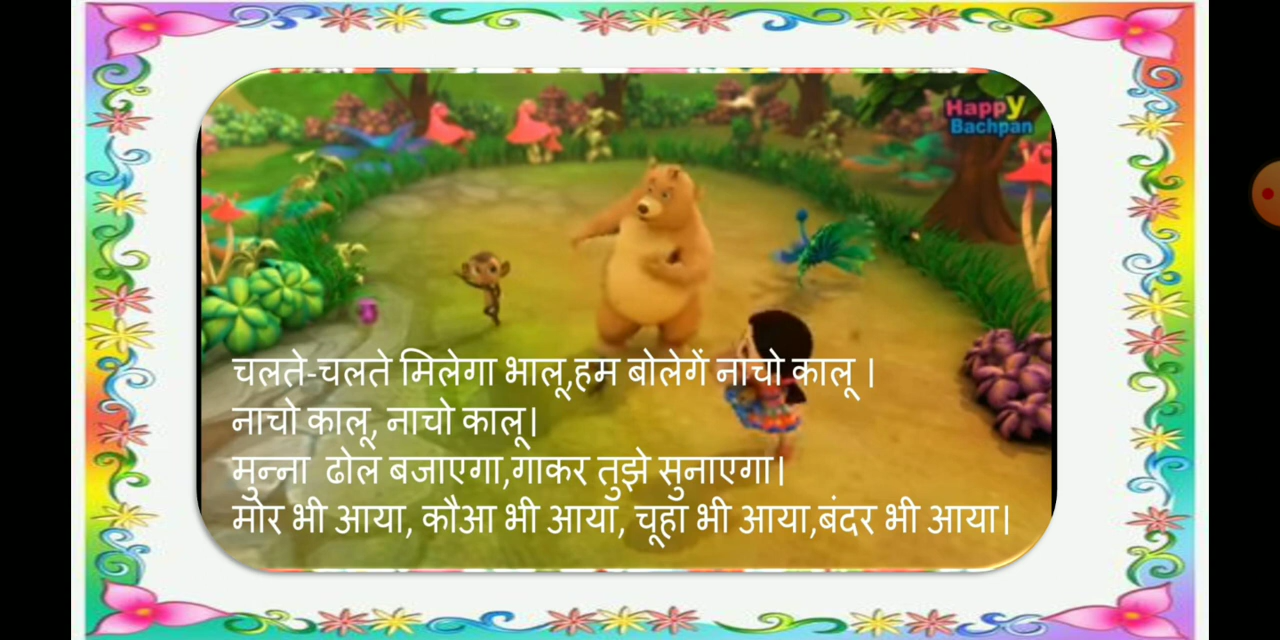 Happy
Bachpan
चलते-चलते मिलेगा भालू,हम बोलेगें नाचो कालू ।
नाचो कालू, नाचो कालू।
मुन्ना ढोल बजाएगा,गाकर तुझे सुनाएगा।
मोर भी आया, कौआ भी आया, चूहा भी आया,बंदर भी आया।